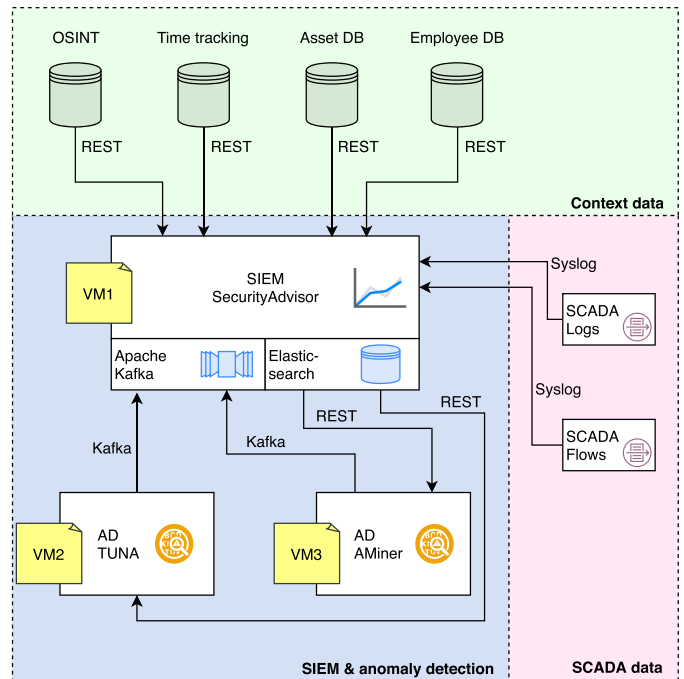 OSINT
Time tracking
Asset DB
Employee DB
REST
REST
REST
REST
Context data
VM1
SIEM
SecurityAdvisor
Syslog
SCADA
Logs
Apache
Kafka
Elastic-
search
Syslog
REST
REST
Kafka
Kafka
SCADA
Flows
VM2
AD
TUNA
VM3
AD
AMiner
SIEM & anomaly detection
SCADA data